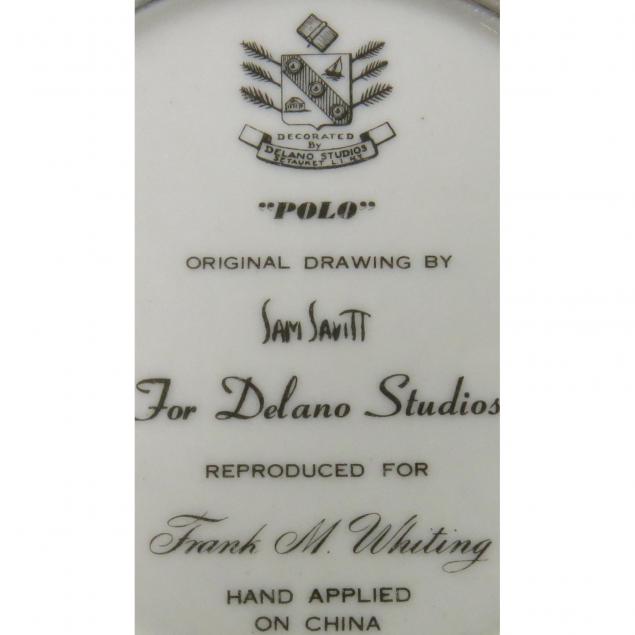 DECORATED
By
DELANO STUDIOS
SETAUKET L.I. N.Y.
"POLO"
ORIGINAL DRAWING BY
SAM SAVITT
For Delano Studios
REPRODUCED FOR
Frank M. Whiting
HAND APPLIED
ON CHINA